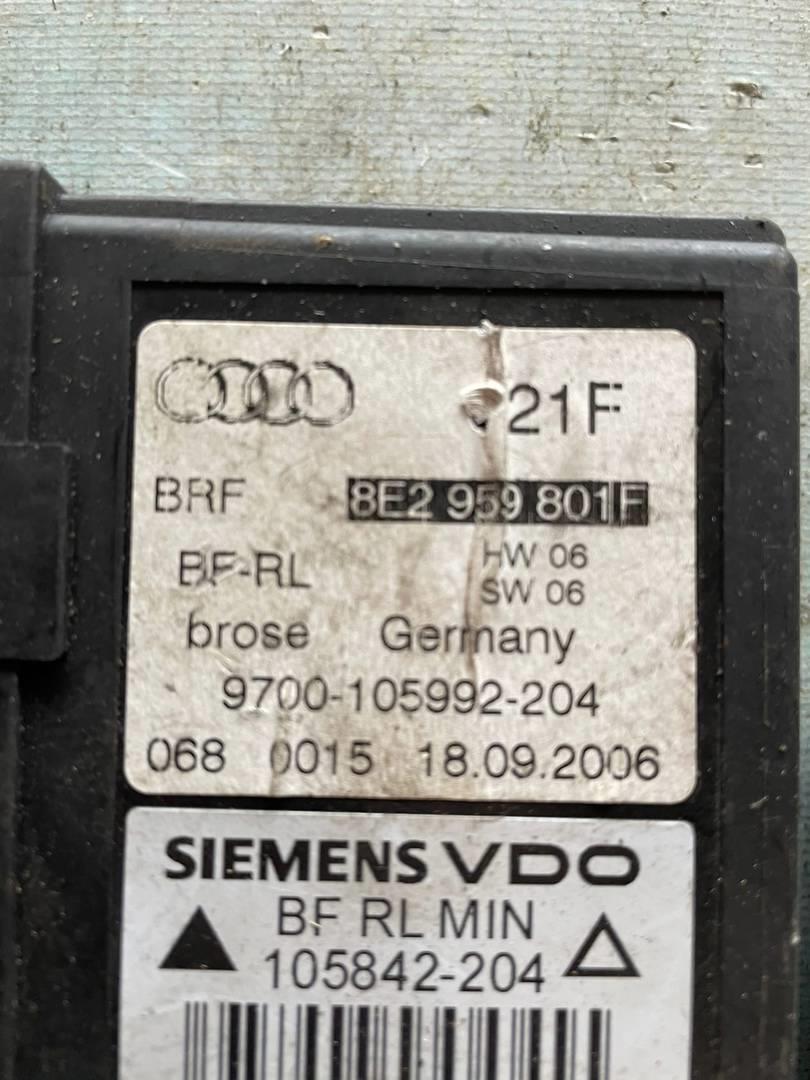 21F
BRF 8E2 959 801F
BF-RL HW 06
SW 06
brose Germany
9700-105992-204
068 0015 18.09.2006
SIEMENS VDO
BF RL MIN
105842-204